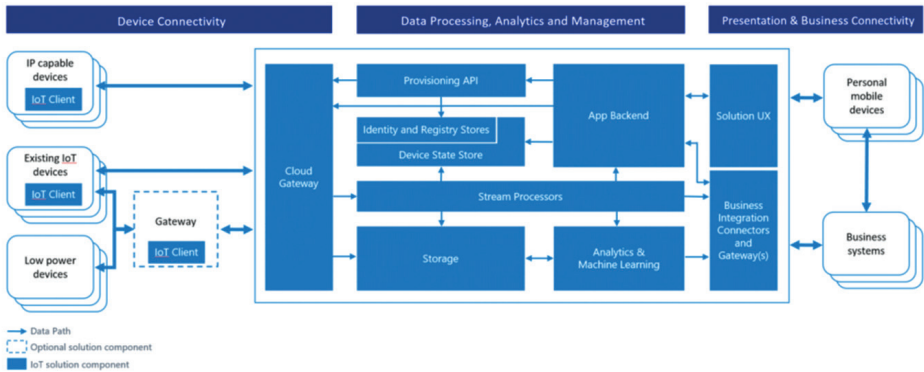 Device Connectivity
Data Processing, Analytics and Management
Presentation & Business Connectivity
IP capable
devices
IoT Client
Existing IoT
devices
IoT Client
Low power
devices
Gateway
IoT Client
Cloud
Gateway
Provisioning API
Identity and Registry Stores
Device State Store
App Backend
Stream Processors
Storage
Analytics &
Machine Learning
Solution UX
Business
Integration
Connectors
and
Gateway(s)
Personal
mobile
devices
Business
systems
Data Path
Optional solution component
IoT solution component